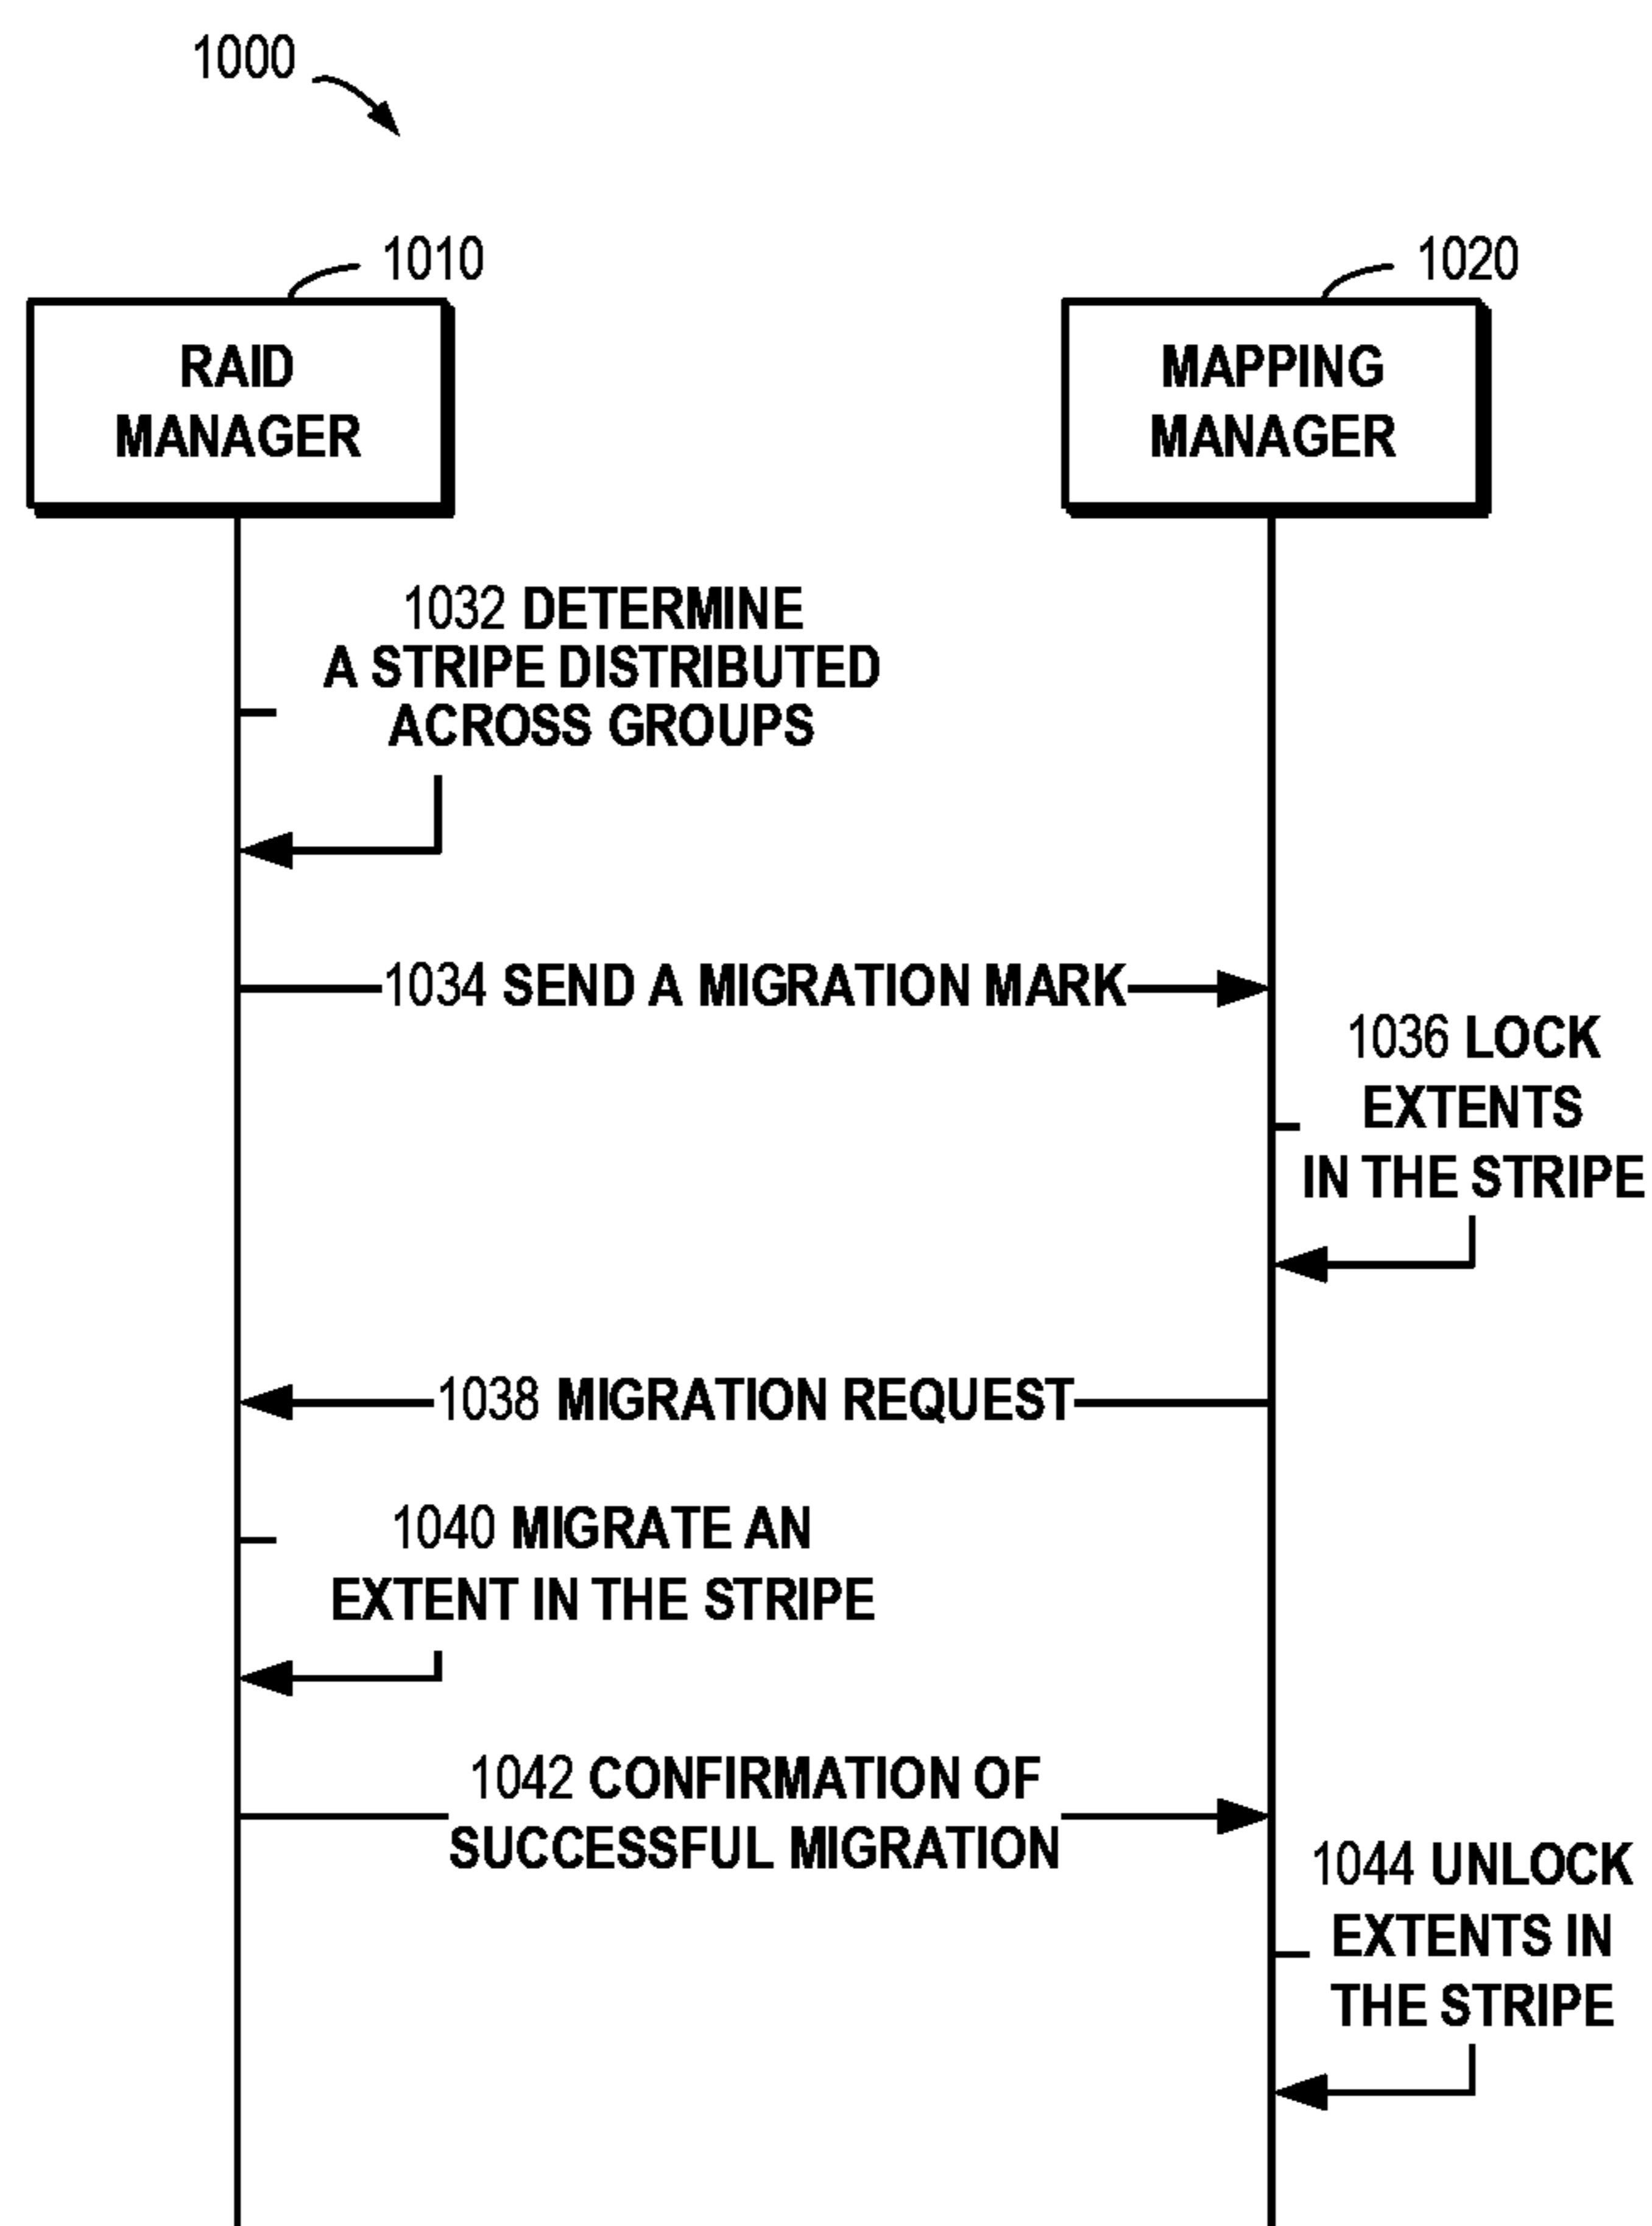 1000
1010
1020
RAID
MANAGER
MAPPING
MANAGER
1032 DETERMINE
A STRIPE DISTRIBUTED
ACROSS GROUPS
1034 SEND A MIGRATION MARK
1036 LOCK
EXTENTS
IN THE STRIPE
1038 MIGRATION REQUEST
1040 MIGRATE AN
EXTENT IN THE STRIPE
1042 CONFIRMATION OF
SUCCESSFUL MIGRATION
1044 UNLOCK
EXTENTS IN
THE STRIPE